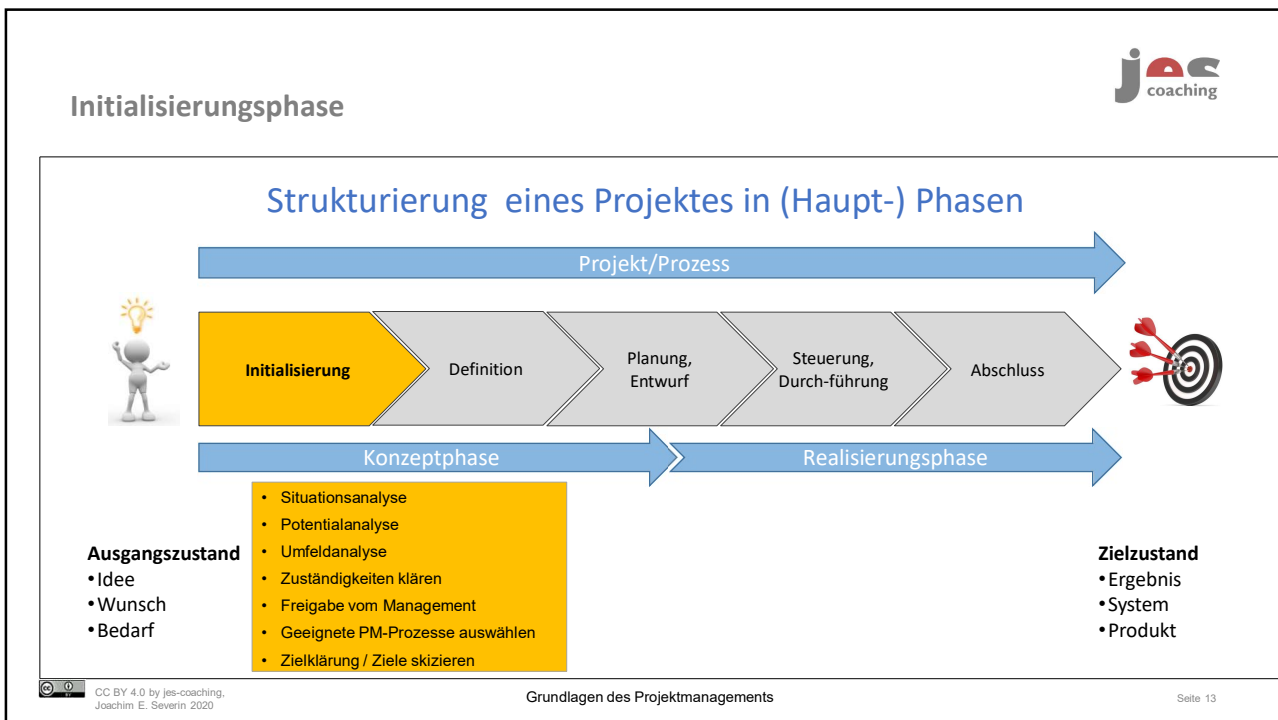 jes
coaching
Initialisierungsphase
Strukturierung  eines Projektes in (Haupt-) Phasen
Projekt/Prozess
Initialisierung
Definition
Planung,
Entwurf
Steuerung,
Durch-führung
Abschluss
Konzeptphase
Realisierungsphase
• Situationsanalyse
• Potentialanalyse
• Umfeldanalyse
• Zuständigkeiten klären
• Freigabe vom Management
• Geeignete PM-Prozesse auswählen
• Zielklärung / Ziele skizieren
Ausgangszustand
•Idee
•Wunsch
•Bedarf
Zielzustand
•Ergebnis
•System
•Produkt
cc
BY
CC BY 4.0 by jes-coaching,
Joachim E. Severin 2020
Grundlagen des Projektmanagements
Seite 13